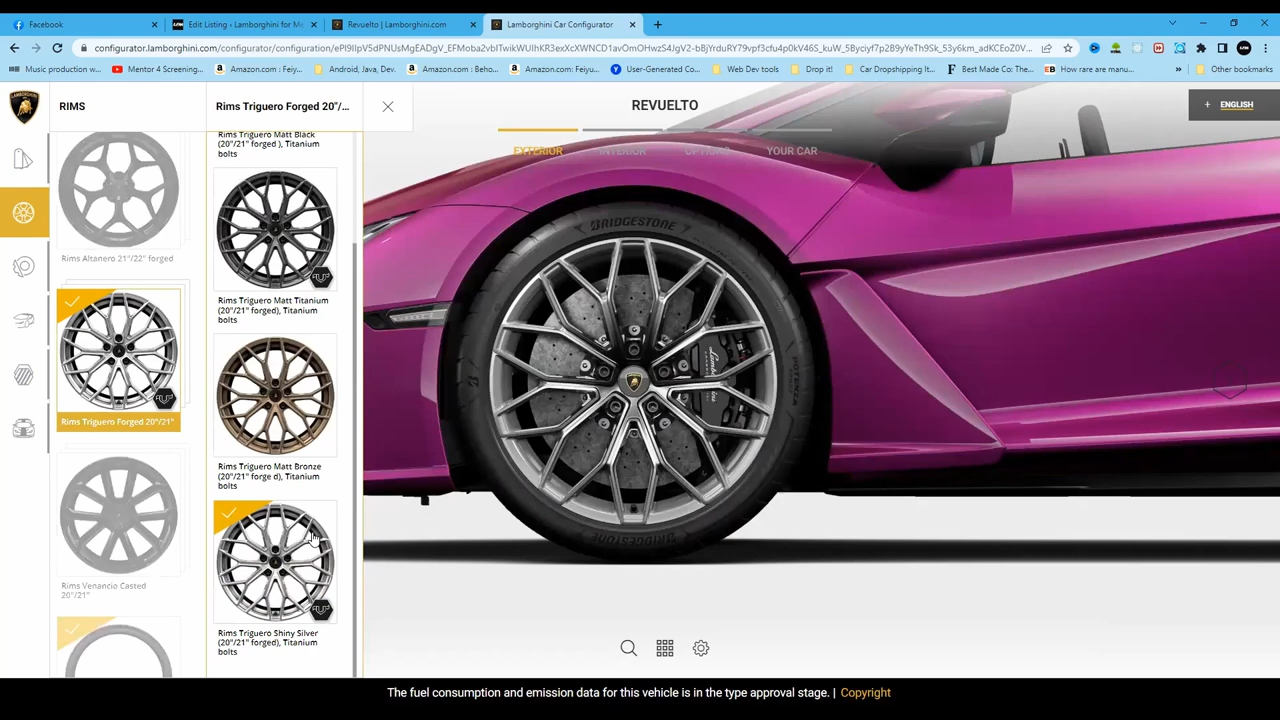 Facebook
Edit Listing ‹ Lamborghini for Me
Revuelto | Lamborghini.com
Lamborghini Car Configurator
configurator.lamborghini.com/configurator/configuration/
Music production w...
Mentor 4 Screening...
Amazon.com : Feiyu...
Android, Java, Dev.
Amazon.com : Beho...
Amazon.com: Feiyu...
User-Generated Co...
Web Dev tools
Drop it!
Car Dropshipping It...
Best Made Co: The...
How rare are manu...
Other bookmarks
RIMS
Rims Triguero Forged 20"/...
REVUELTO
+ ENGLISH
EXTERIOR
INTERIOR
OPTIONS
YOUR CAR
Rims Altanero 21"/22" forged
Rims Triguero Forged 20"/21"
Rims Venancio Casted
20"/21"
Rims Triguero Matt Black
(20"/21" forged ), Titanium
bolts
Rims Triguero Matt Titanium
(20"/21" forged), Titanium
bolts
Rims Triguero Matt Bronze
(20"/21" forge d), Titanium
bolts
Rims Triguero Shiny Silver
(20"/21" forged), Titanium
bolts
BRIDGESTONE
POTENZA
BRIDGESTONE
The fuel consumption and emission data for this vehicle is in the type approval stage. | Copyright